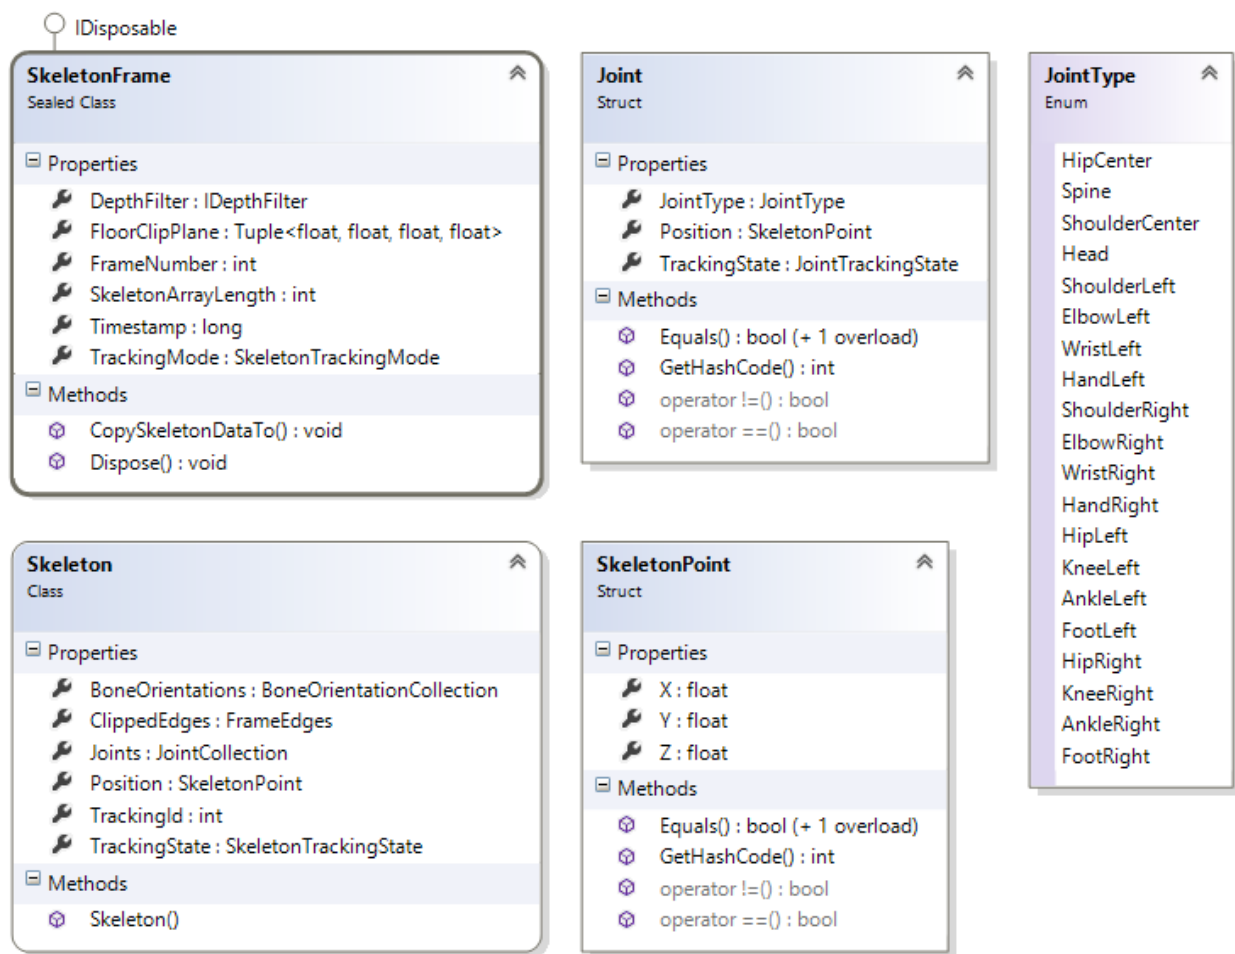 IDisposable
SkeletonFrame
Sealed Class
Properties
DepthFilter : IDepthFilter
FloorClipPlane : Tuple<float, float, float, float>
FrameNumber : int
SkeletonArrayLength : int
Timestamp : long
TrackingMode : SkeletonTrackingMode
Methods
CopySkeletonDataTo() : void
Dispose() : void
Joint
Struct
Properties
JointType : JointType
Position : SkeletonPoint
TrackingState : JointTrackingState
Methods
Equals() : bool (+ 1 overload)
GetHashCode() : int
operator !=() : bool
operator ==() : bool
JointType
Enum
HipCenter
Spine
ShoulderCenter
Head
ShoulderLeft
ElbowLeft
WristLeft
HandLeft
ShoulderRight
ElbowRight
WristRight
HandRight
HipLeft
KneeLeft
AnkleLeft
FootLeft
HipRight
KneeRight
AnkleRight
FootRight
Skeleton
Class
Properties
BoneOrientations : BoneOrientationCollection
ClippedEdges : FrameEdges
Joints : JointCollection
Position : SkeletonPoint
TrackingId : int
TrackingState : SkeletonTrackingState
Methods
Skeleton()
SkeletonPoint
Struct
Properties
X : float
Y : float
Z : float
Methods
Equals() : bool (+ 1 overload)
GetHashCode() : int
operator !=() : bool
operator ==() : bool